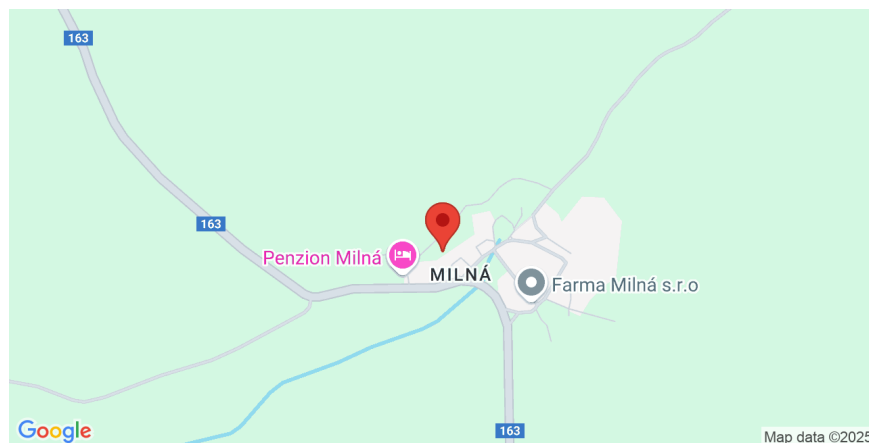 163
163
Penzion Milná
MILNÁ
Farma Milná s.r.o
163
Google
Map data ©2025